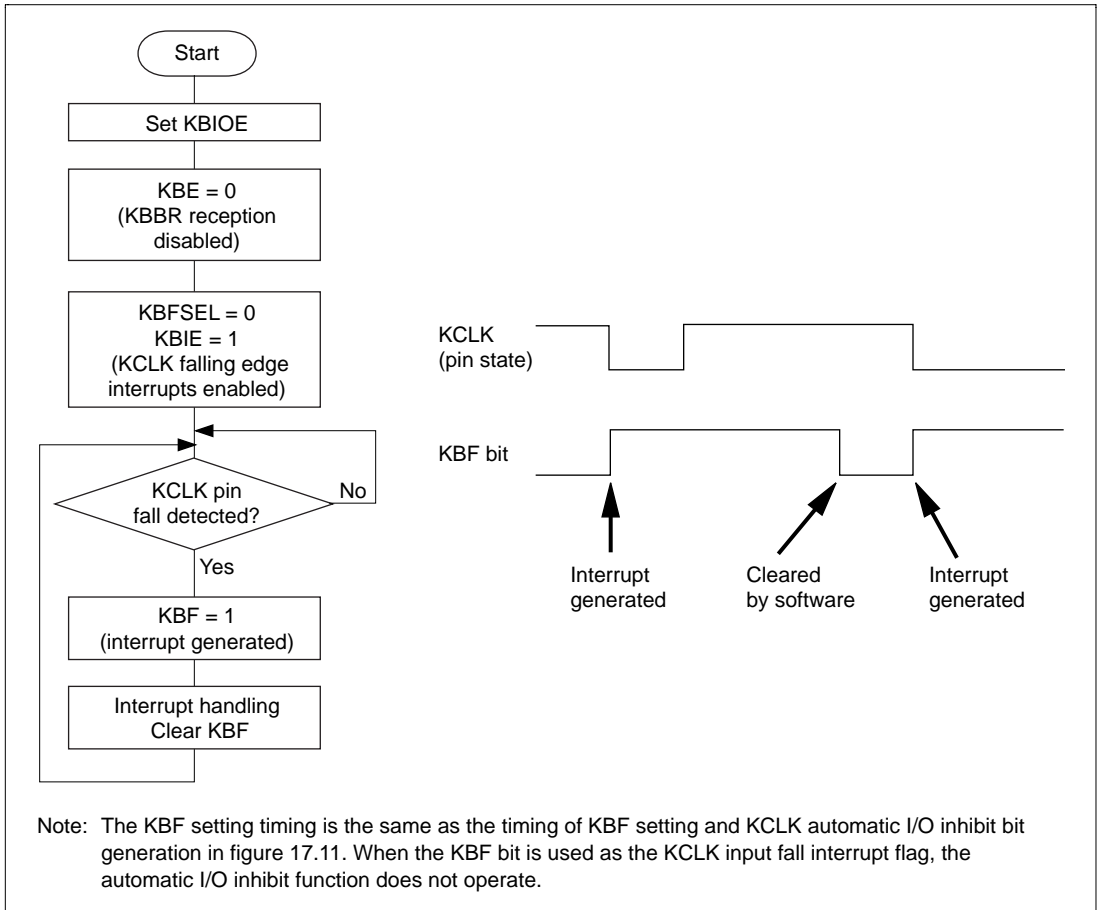 Start
Set KBIOE
KBE = 0
(KBBR reception
disabled)
KBFSEL = 0
KBIE = 1
(KCLK falling edge
interrupts enabled)
KCLK pin
fall detected?
No
Yes
KBF = 1
(interrupt generated)
Interrupt handling
Clear KBF
KCLK
(pin state)
KBF bit
Interrupt
generated
Cleared
by software
Interrupt
generated
Note: The KBF setting timing is the same as the timing of KBF setting and KCLK automatic I/O inhibit bit
generation in figure 17.11. When the KBF bit is used as the KCLK input fall interrupt flag, the
automatic I/O inhibit function does not operate.